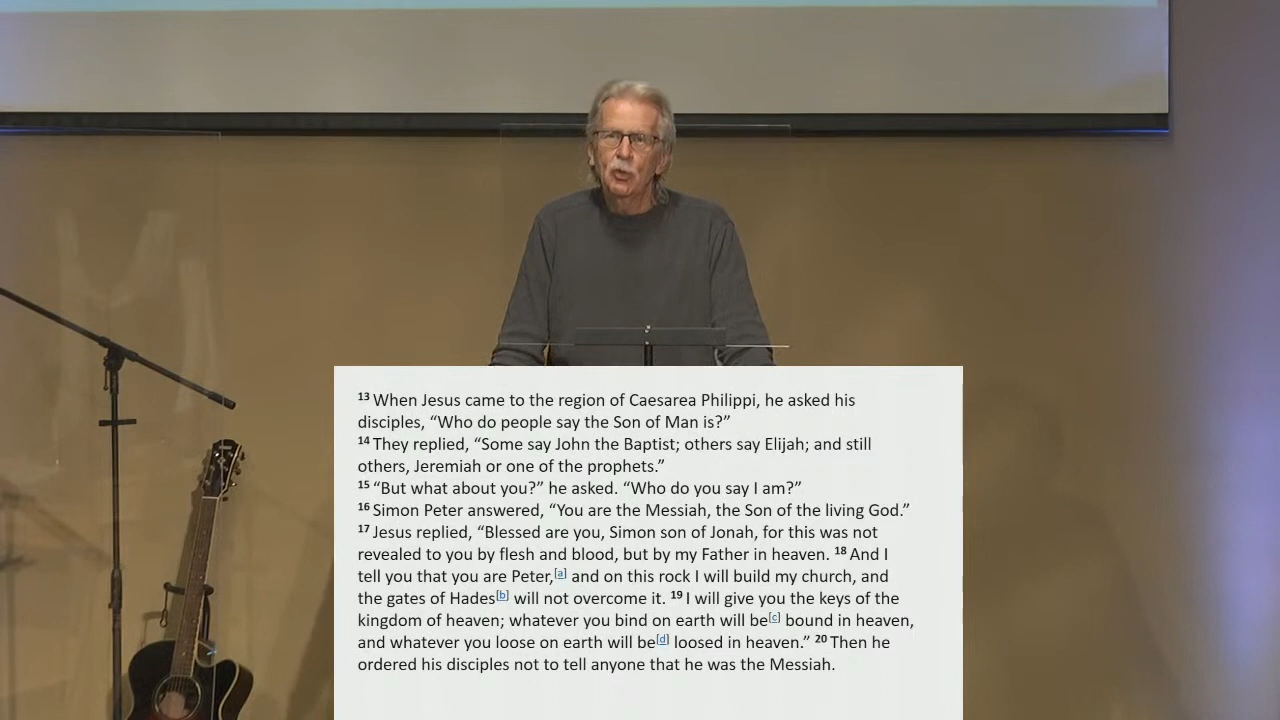 13 When Jesus came to the region of Caesarea Philippi, he asked his
disciples, “Who do people say the Son of Man is?”
14 They replied, “Some say John the Baptist; others say Elijah; and still
others, Jeremiah or one of the prophets.”
15 “But what about you?” he asked. “Who do you say I am?”
16 Simon Peter answered, “You are the Messiah, the Son of the living God.”
17 Jesus replied, “Blessed are you, Simon son of Jonah, for this was not
revealed to you by flesh and blood, but by my Father in heaven. 18 And I
tell you that you are Peter,[a] and on this rock I will build my church, and
the gates of Hades[b] will not overcome it. 19 I will give you the keys of the
kingdom of heaven; whatever you bind on earth will be[c] bound in heaven,
and whatever you loose on earth will be[d] loosed in heaven.” 20 Then he
ordered his disciples not to tell anyone that he was the Messiah.